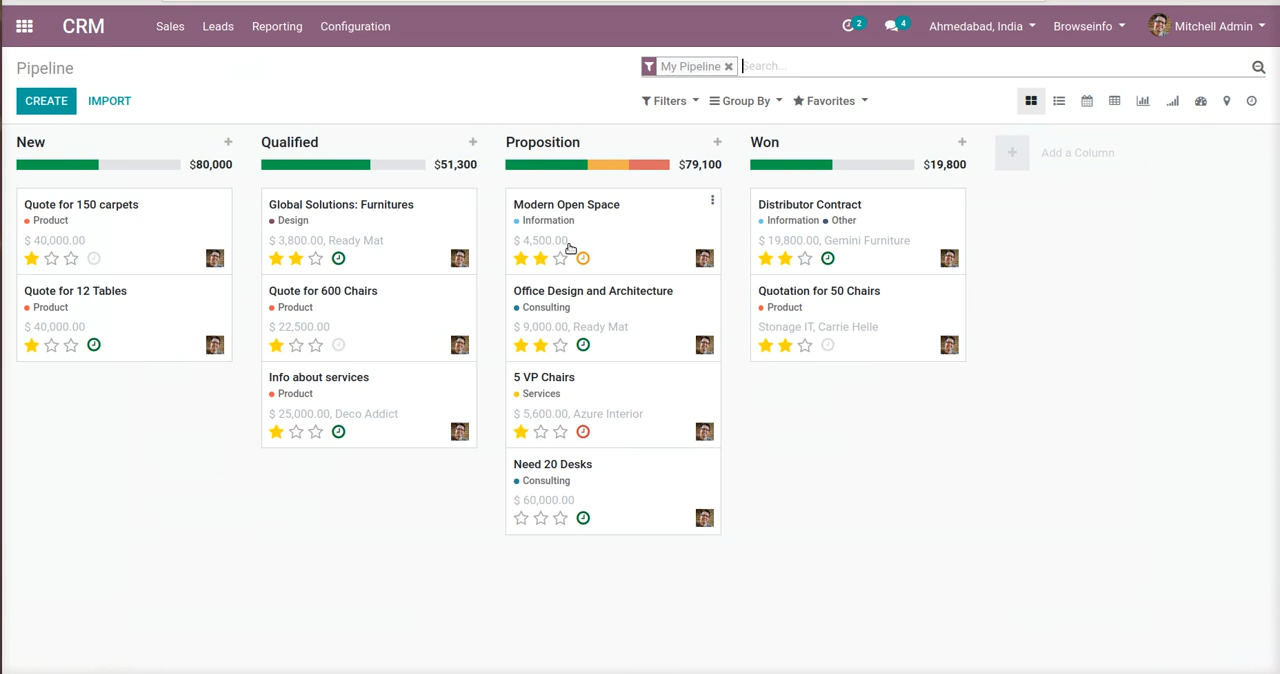 CRM Sales Leads Reporting Configuration 2 4 Ahmedabad, India Browseinfo Mitchell Admin
Pipeline
My Pipeline Search...
CREATE IMPORT
Filters Group By Favorites
New
$80,000
Quote for 150 carpets
Product
$ 40,000.00
Quote for 12 Tables
Product
$ 40,000.00
Qualified
$51,300
Global Solutions: Furnitures
Design
$ 3,800.00, Ready Mat
Quote for 600 Chairs
Product
$ 22,500.00
Info about services
Product
$ 25,000.00, Deco Addict
Proposition
$79,100
Modern Open Space
Information
$ 4,500.00
Office Design and Architecture
Consulting
$ 9,000.00, Ready Mat
5 VP Chairs
Services
$ 5,600.00, Azure Interior
Need 20 Desks
Consulting
$ 60,000.00
Won
$19,800
Distributor Contract
Information Other
$ 19,800.00, Gemini Furniture
Quotation for 50 Chairs
Product
Stonage IT, Carrie Helle
Add a Column